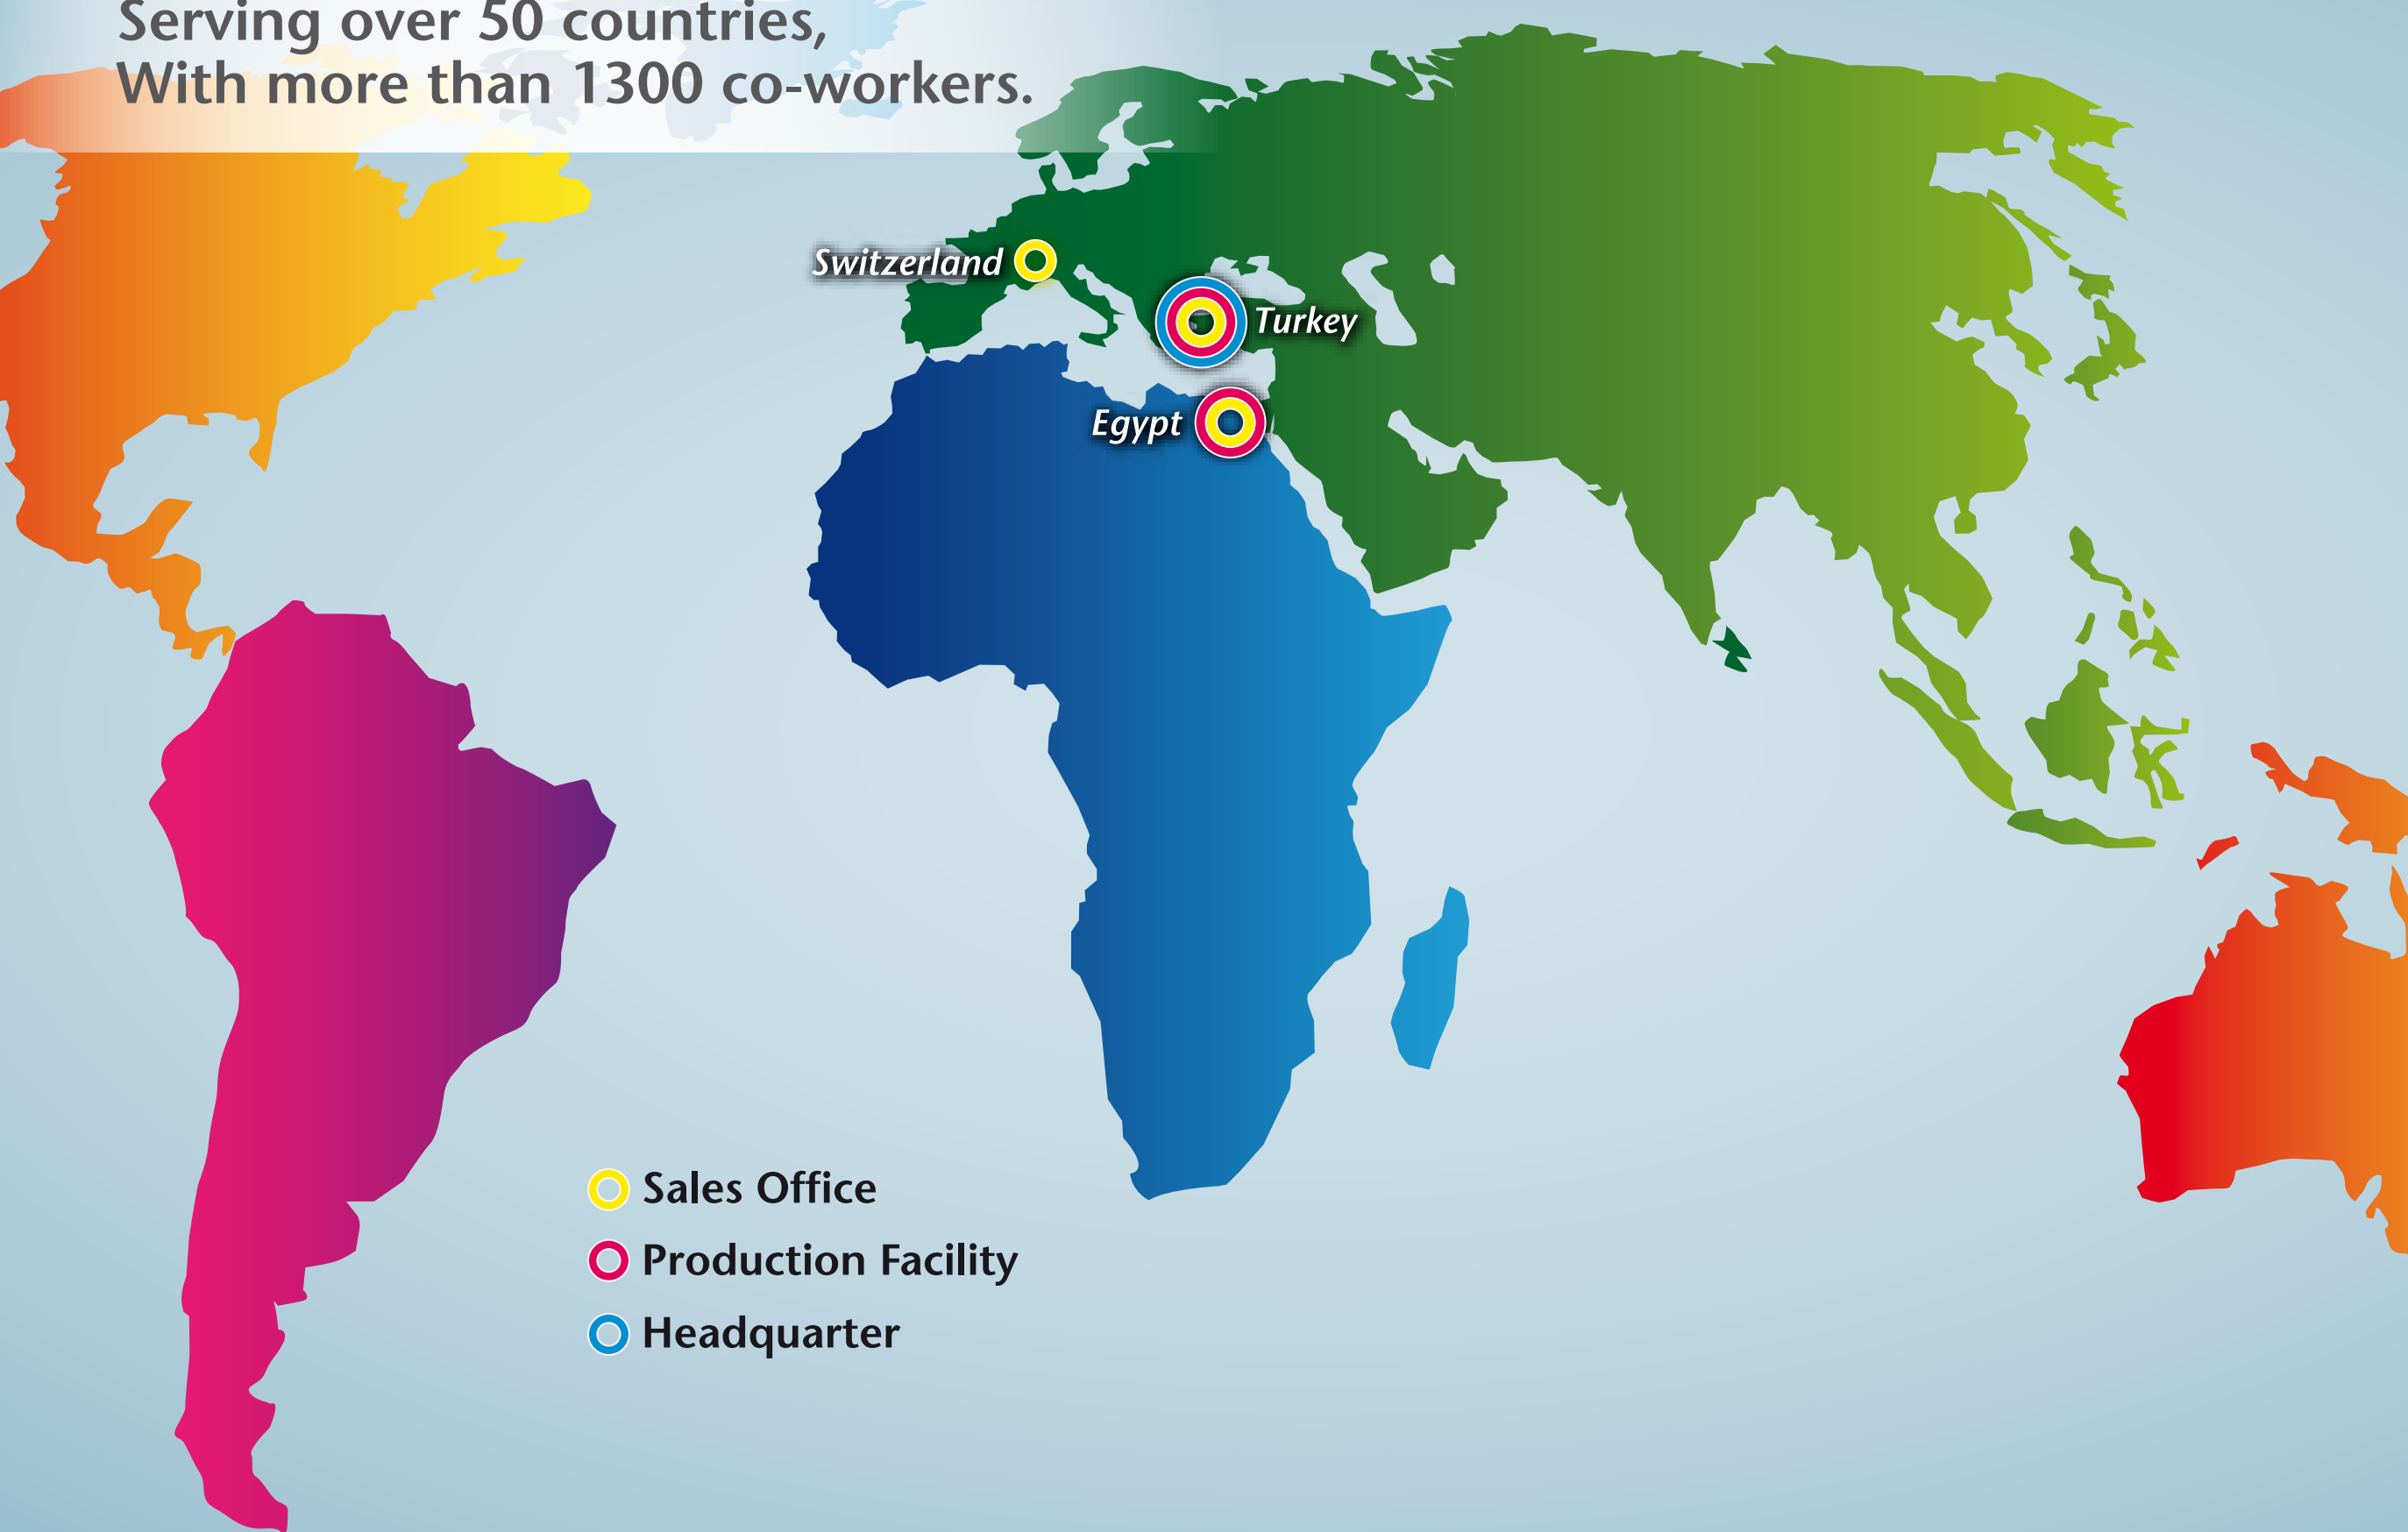 Serving over 50 countries,
With more than 1300 co-workers.
Switzerland
Turkey
Egypt
Sales Office
Production Facility
Headquarter